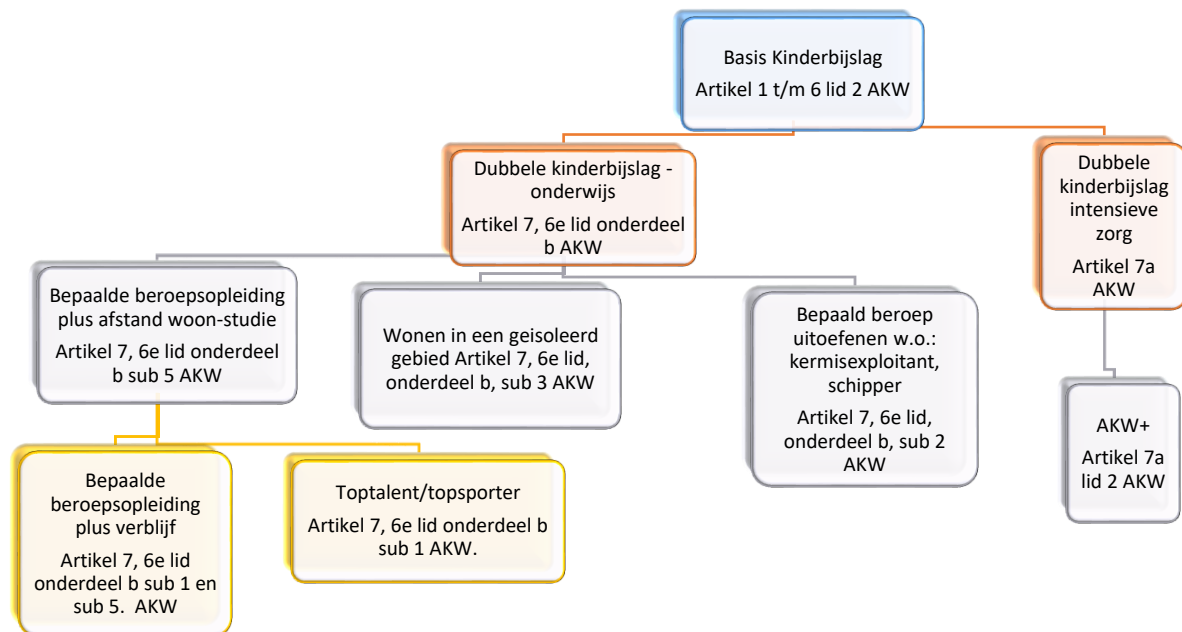 Basis Kinderbijslag
Artikel 1 t/m 6 lid 2 AKW
Dubbele kinderbijslag -
onderwijs
Artikel 7, 6e lid onderdeel
b AKW
Dubbele
kinderbijslag
intensieve
zorg
Artikel 7a
AKW
Bepaalde beroepsopleiding
plus afstand woon-studie
Artikel 7, 6e lid onderdeel
b sub 5 AKW
Wonen in een geisoleerd
gebied Artikel 7, 6e lid,
onderdeel b, sub 3 AKW
Bepaald beroep
uitoefenen w.o.:
kermisexploitant,
schipper
Artikel 7, 6e lid,
onderdeel b, sub 2
AKW
AKW+
Artikel 7a
lid 2 AKW
Bepaalde
beroepsopleiding
plus verblijf
Artikel 7, 6e lid
onderdeel b sub 1 en
sub 5. AKW
Toptalent/topsporter
Artikel 7, 6e lid onderdeel b
sub 1 AKW.